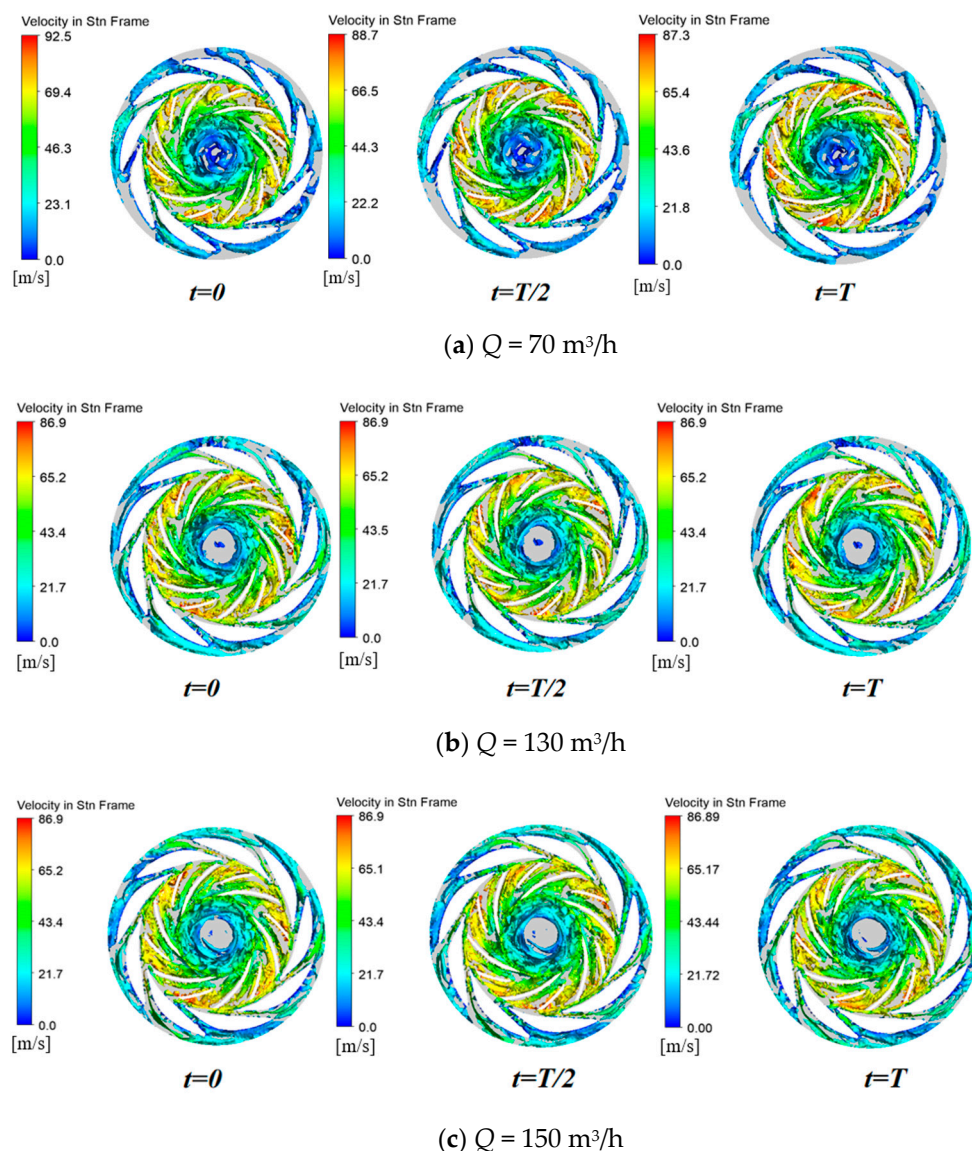 Velocity in Stn Frame
92.5
69.4
46.3
23.1
0.0
[m/s]
t=0
Velocity in Stn Frame
88.7
66.5
44.4
22.2
0.0
[m/s]
t=T/2
Velocity in Stn Frame
87.3
65.4
43.6
21.8
0.0
[m/s]
t=T
(a) Q = 70 m³/h
Velocity in Stn Frame
86.9
65.2
43.4
21.7
0.0
[m/s]
t=0
Velocity in Stn Frame
86.9
65.2
43.5
21.7
0.0
[m/s]
t=T/2
Velocity in Stn Frame
86.9
65.2
43.4
21.7
0.0
[m/s]
t=T
(b) Q = 130 m³/h
Velocity in Stn Frame
86.9
65.2
43.4
21.7
0.0
[m/s]
t=0
Velocity in Stn Frame
86.9
65.1
43.4
21.7
0.0
[m/s]
t=T/2
Velocity in Stn Frame
86.89
65.17
43.44
21.72
0.00
[m/s]
t=T
(c) Q = 150 m³/h